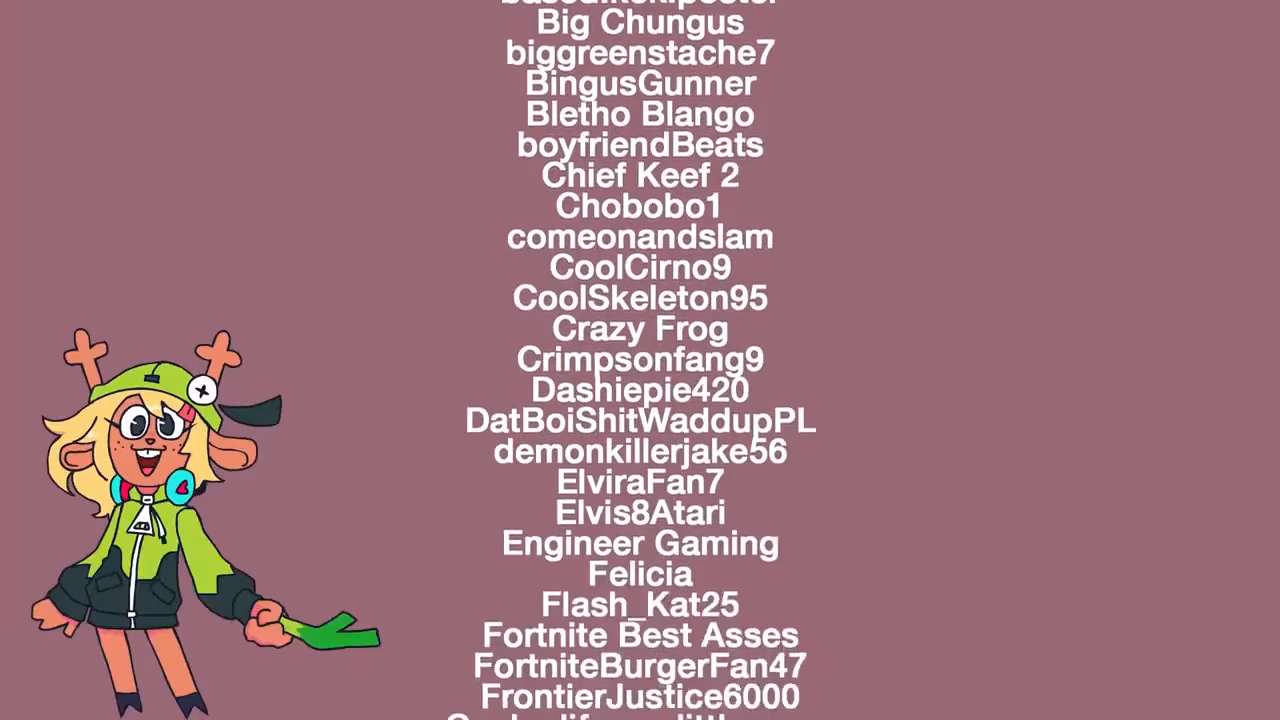 Big Chungus
biggreenstache7
BingusGunner
Bletho Blango
boyfriendBeats
Chief Keef 2
Chobobo1
comeonandslam
CoolCirno9
CoolSkeleton95
Crazy Frog
Crimpsonfang9
Dashiepie420
DatBoiShitWaddupPL
demonkillerjake56
ElviraFan7
Elvis8Atari
Engineer Gaming
Felicia
Flash_Kat25
Fortnite Best Asses
FortniteBurgerFan47
FrontierJustice6000